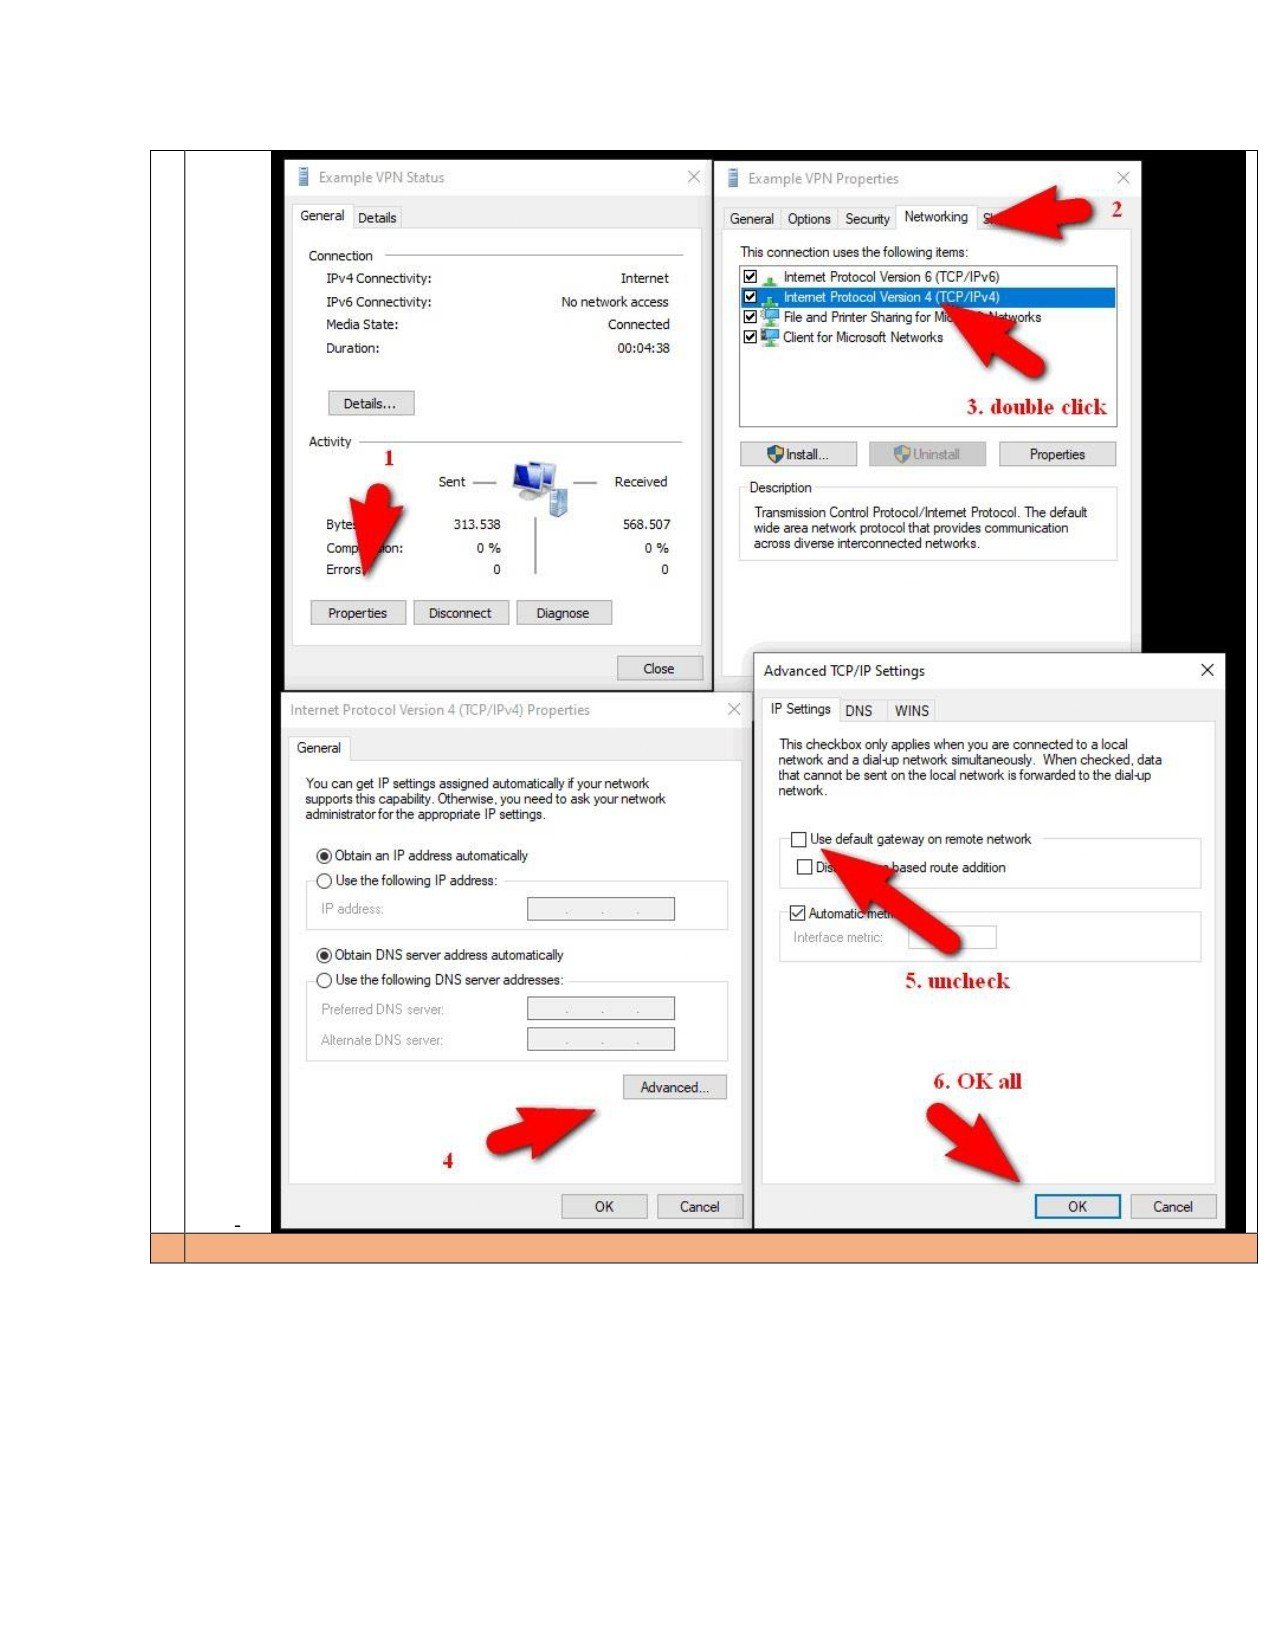 Example VPN Status
General Details
Connection
IPv4 Connectivity: Internet
IPv6 Connectivity: No network access
Media State: Connected
Duration: 00:04:38
Details...
Activity
1
Sent Received
Bytes 313.538 568.507
0 % 0 %
Errors 0 0
Properties Disconnect Diagnose
Close
Example VPN Properties
2
General Options Security Networking
This connection uses the following items:
Internet Protocol Version 6 (TCP/IPv6)
Internet Protocol Version 4 (TCP/IPv4)
File and Printer Sharing for Microsoft Networks
Client for Microsoft Networks
3. double click
Install... Uninstall Properties
Description
Transmission Control Protocol/Internet Protocol. The default
wide area network protocol that provides communication
across diverse interconnected networks.
Internet Protocol Version 4 (TCP/IPv4) Properties
General
You can get IP settings assigned automatically if your network
supports this capability. Otherwise, you need to ask your network
administrator for the appropriate IP settings.
Obtain an IP address automatically
Use the following IP address:
IP address: . . .
Obtain DNS server address automatically
Use the following DNS server addresses:
Preferred DNS server: . . .
Alternate DNS server: . . .
Advanced...
4
OK Cancel
Advanced TCP/IP Settings
IP Settings DNS WINS
This checkbox only applies when you are connected to a local
network and a dial-up network simultaneously. When checked, data
that cannot be sent on the local network is forwarded to the dial-up
network.
Use default gateway on remote network
based route addition
Automatic metric
Interface metric:
5. uncheck
6. OK all
OK Cancel
-